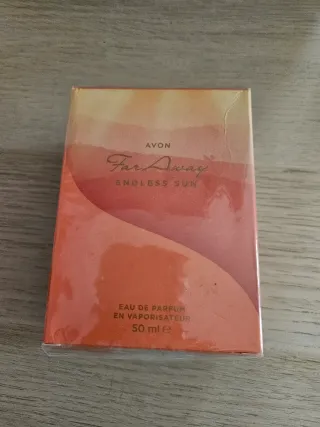 AVON
Far Away
ENDLESS SUN
EAU DE PARFUM
EN VAPORISATEUR
50 ml ℮